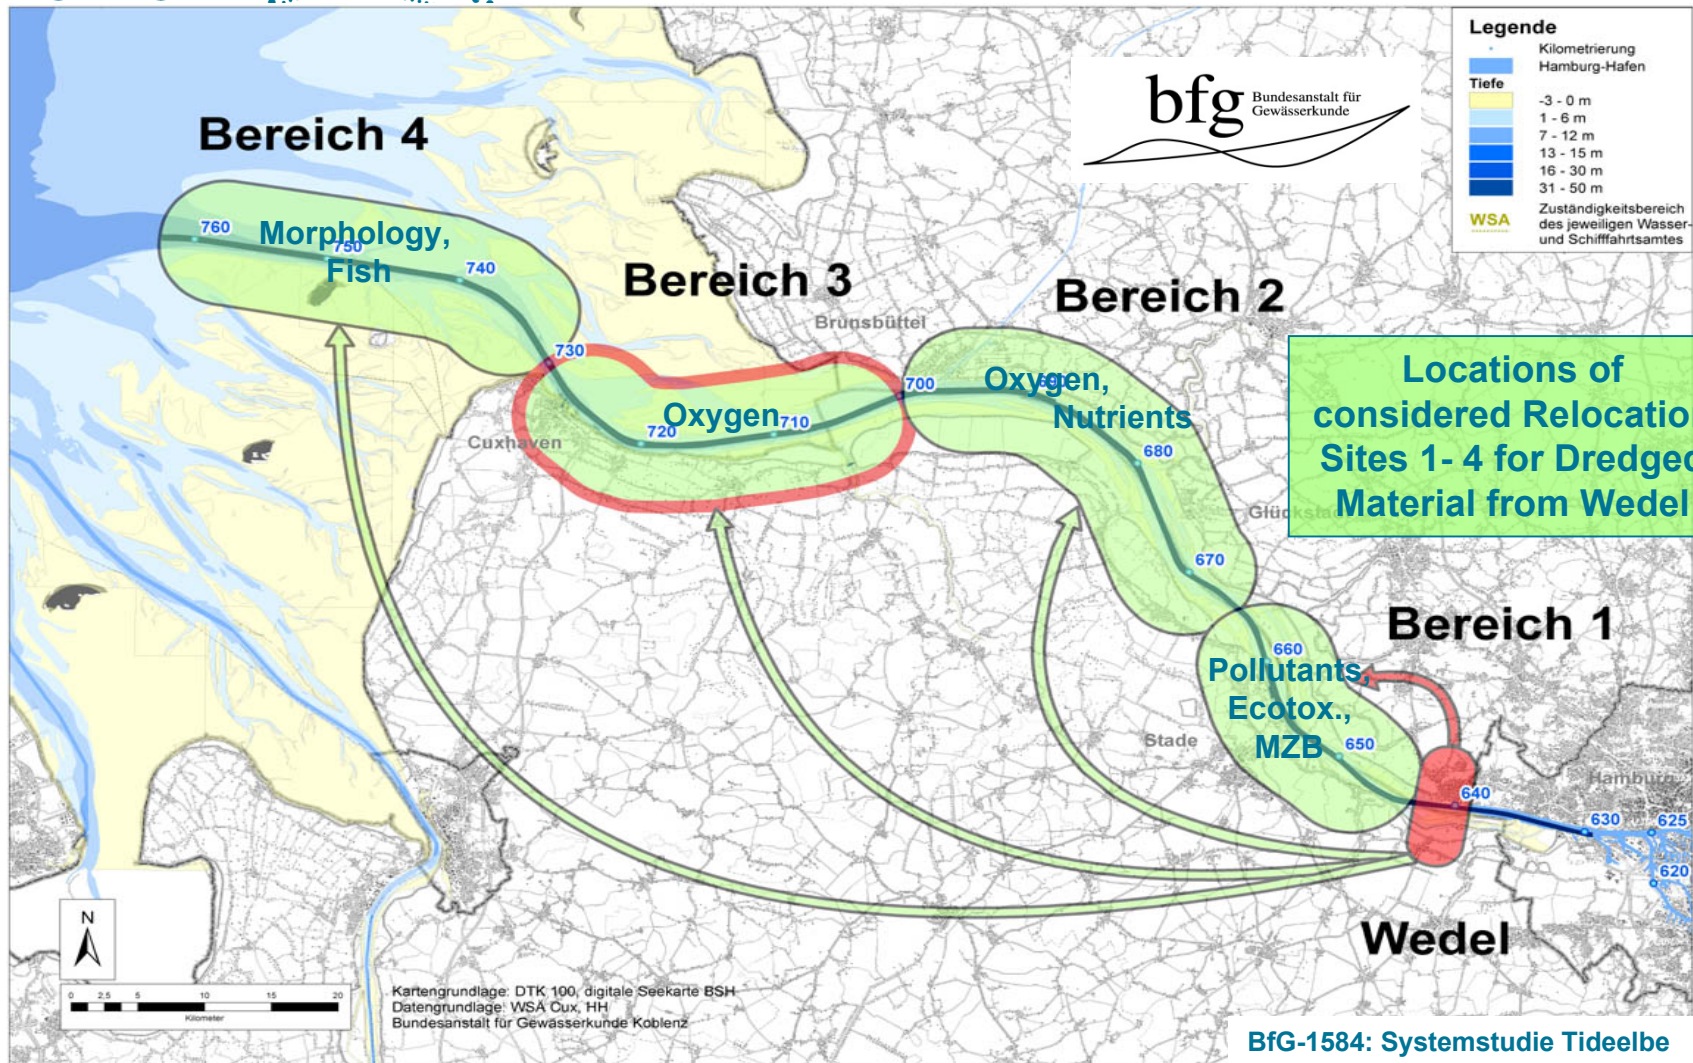 Legende
Kilometrierung
Hamburg-Hafen
Tiefe
-3 - 0 m
1 - 6 m
7 - 12 m
13 - 15 m
16 - 30 m
31 - 50 m
WSA
Zuständigkeitsbereich
des jeweiligen Wasser-
und Schifffahrtsamtes
bfg
Bundesanstalt für
Gewässerkunde
Bereich 4
760
Morphology,
750
Fish
740
Bereich 3
Brunsbüttel
730
Oxygen
720
710
Cuxhaven
Bereich 2
700
Oxygen,
690
Nutrients
680
670
Locations of
considered Relocatio
Sites 1- 4 for Dredged
Material from Wedel
Bereich 1
660
Pollutants,
Ecotox.,
MZB
650
Stade
Hamburg
640
630
625
620
Wedel
N
0 2,5 5 10 15 20
Kilometer
Kartengrundlage: DTK 100, digitale Seekarte BSH
Datengrundlage: WSA Cux, HH
Bundesanstalt für Gewässerkunde Koblenz
BfG-1584: Systemstudie Tideelbe